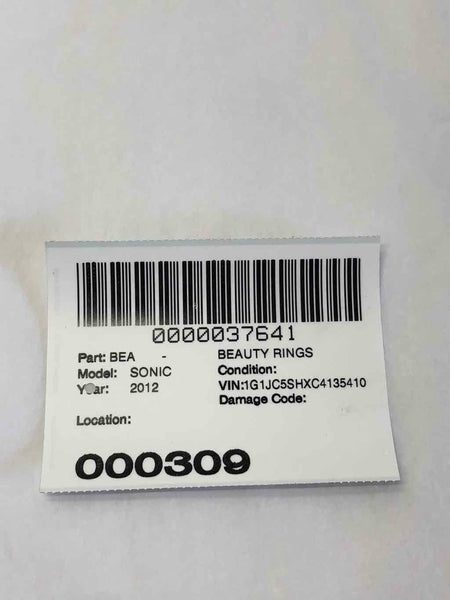 0000037641
Part: BEA - BEAUTY RINGS
Model: SONIC Condition:
Year: 2012 VIN:1G1JC5SHXC4135410
Damage Code:
Location:
000309